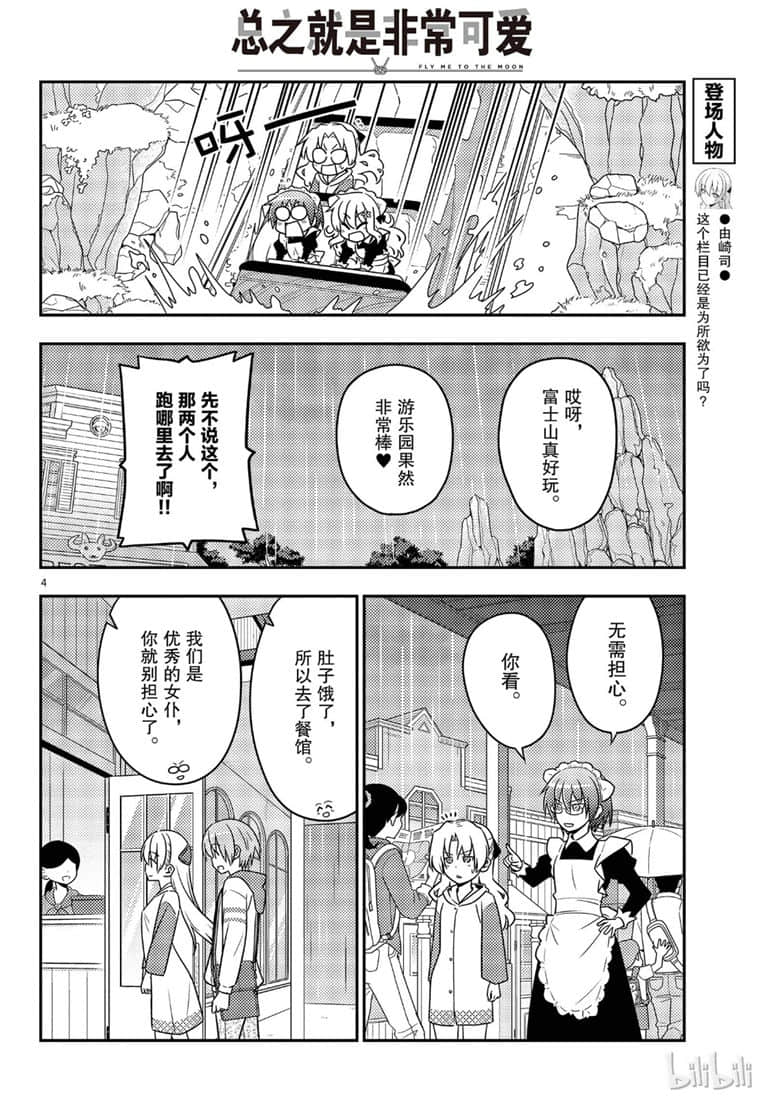 总之就是非常可爱
FLY ME TO THE MOON
登场人物
●由崎司●
这个栏目已经是为所欲为了吗？
呀——
哎呀，
富士山真好玩。
游乐园果然
非常棒♥
先不说这个，
那两个人
跑哪里去了啊!!
4
无需担心。
你看。
肚子饿了，
所以去了餐馆。
我们是
优秀的女仆，
你就别担心了。
bilibili